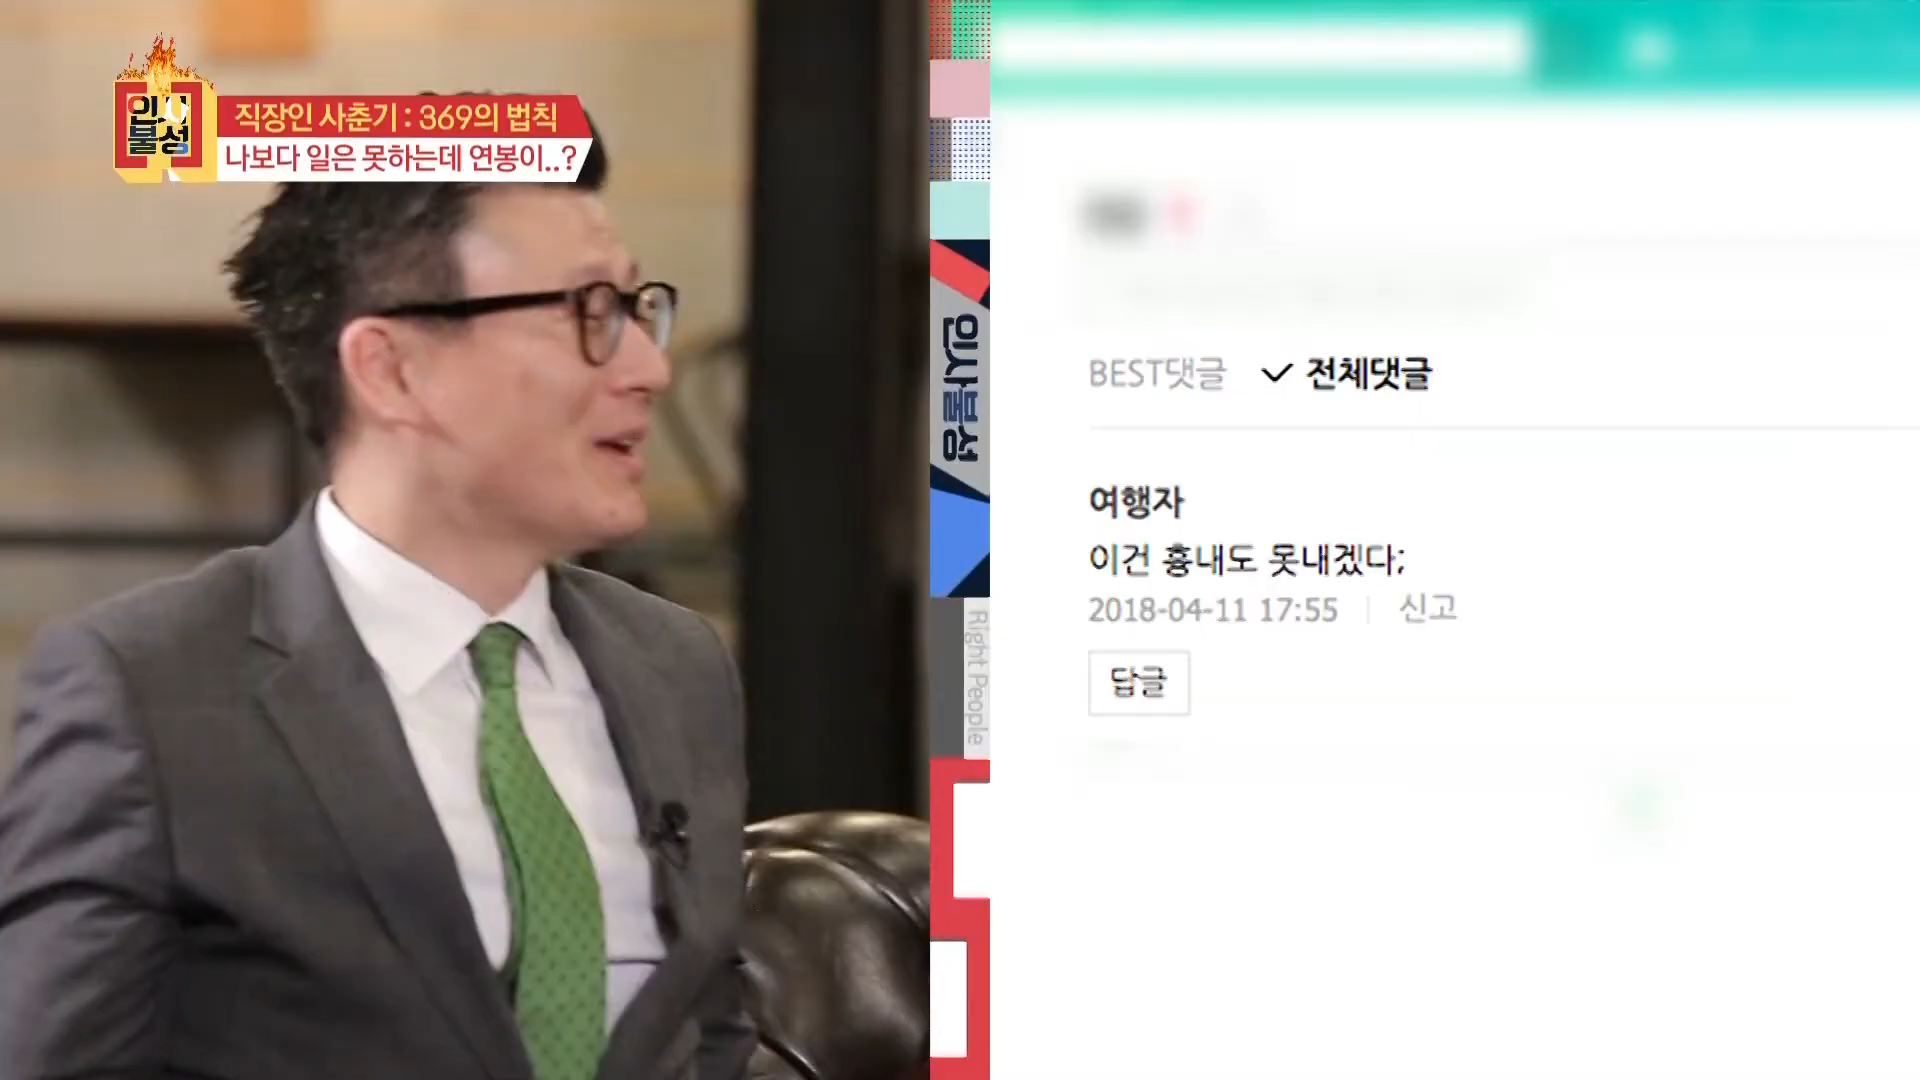 인사
불성
직장인 사춘기 : 369의 법칙
나보다 일은 못하는데 연봉이..?
인사불성
Right People
BEST댓글 전체댓글
여행자
이건 흉내도 못내겠다;
2018-04-11 17:55 신고
답글